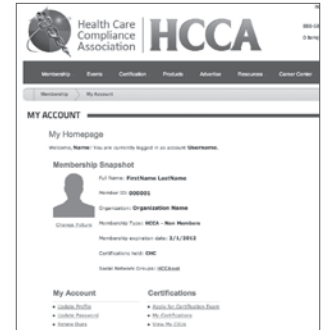 Health Care
Compliance
Association
HCCA
Membership Events Certification Products Advertise Resources Career Center
Membership My Account
MY ACCOUNT
My Homepage
Welcome, Name! You are currently logged in as account Username.
Membership Snapshot
Full Name: FirstName LastName
Member ID: 000001
Organization: Organization Name
Membership Type: HCCA - Non Members
Change Picture
Membership expiration date: 2/1/2012
Certifications held: CHC
Social Network Groups: HCCAnet
My Account Certifications
Update Profile Apply for Certification Exam
Update Password My Certifications
Renew Dues View My CEUs